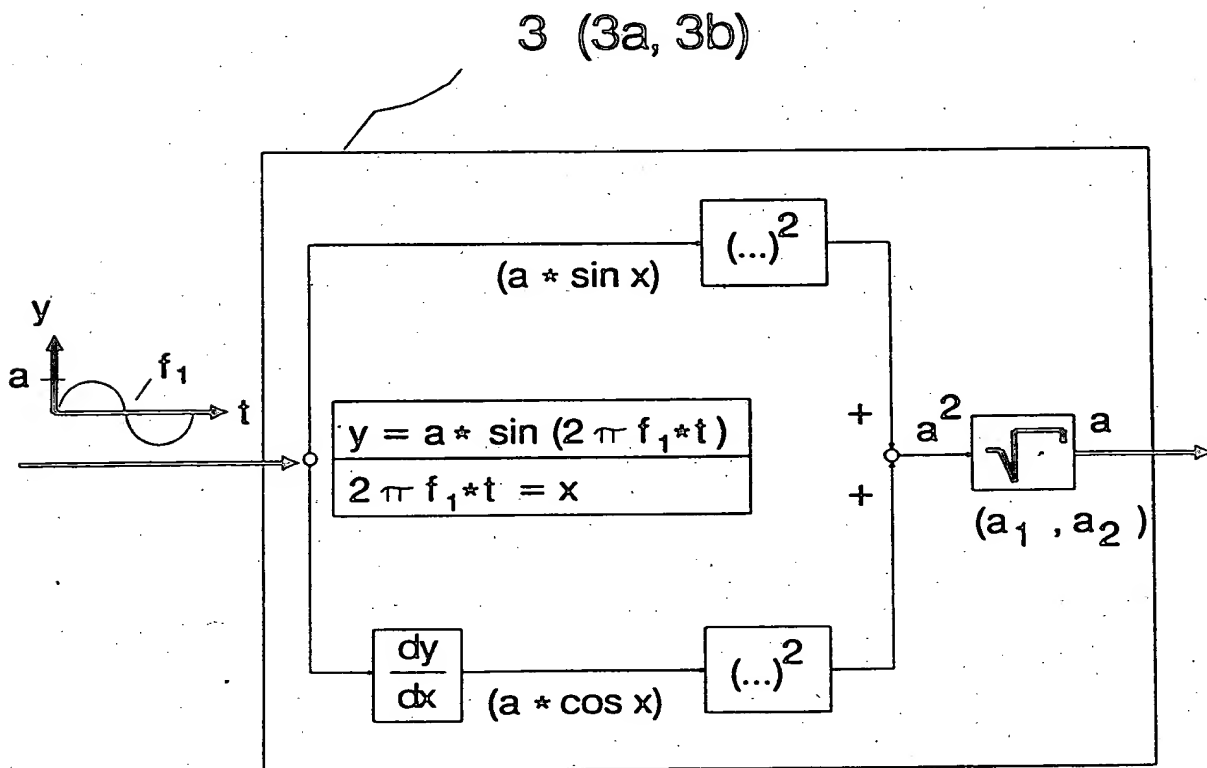 3 (3a, 3b)
(...)²
(a * sin x)
y
a
f₁
t
y = a * sin (2 π f₁*t)
2 π f₁*t = x
+
+
a²
√
a
(a₁ , a₂ )
dy
dx
(a * cos x)
(...)²